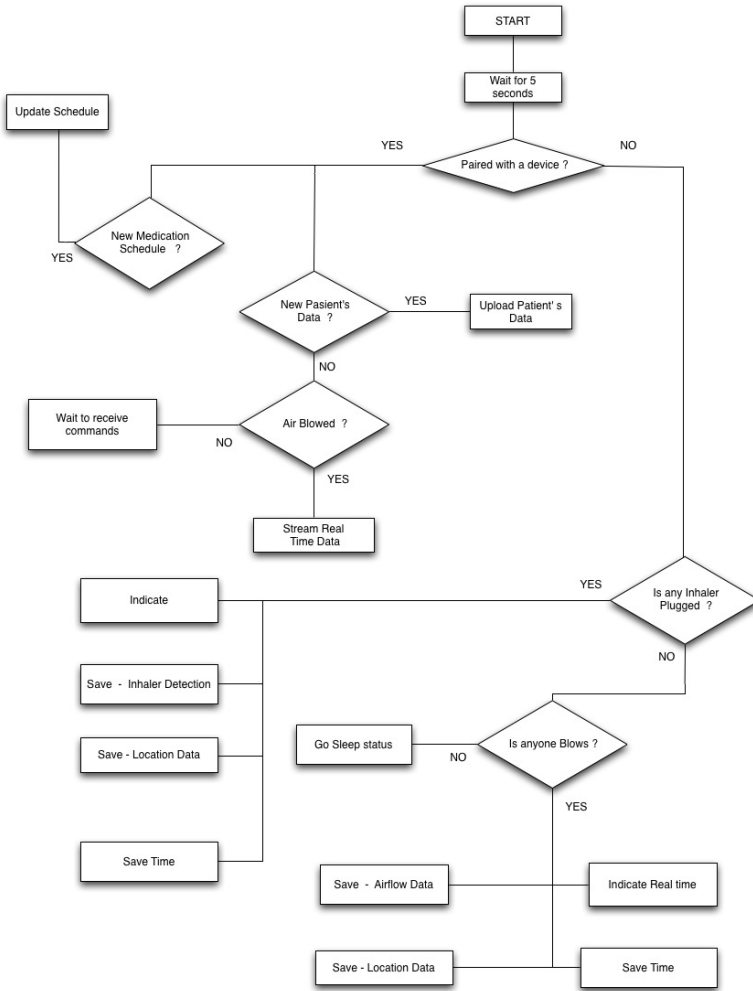 START
Wait for 5
seconds
Update Schedule
YES
Paired with a device ?
NO
New Medication
Schedule ?
YES
New Pasient's
Data ?
YES
Upload Patient' s
Data
NO
Wait to receive
commands
NO
Air Blowed ?
YES
Stream Real
Time Data
Indicate
YES
Is any Inhaler
Plugged ?
NO
Save - Inhaler Detection
Save - Location Data
Go Sleep status
NO
Is anyone Blows ?
YES
Save Time
Save - Airflow Data
Indicate Real time
Save - Location Data
Save Time